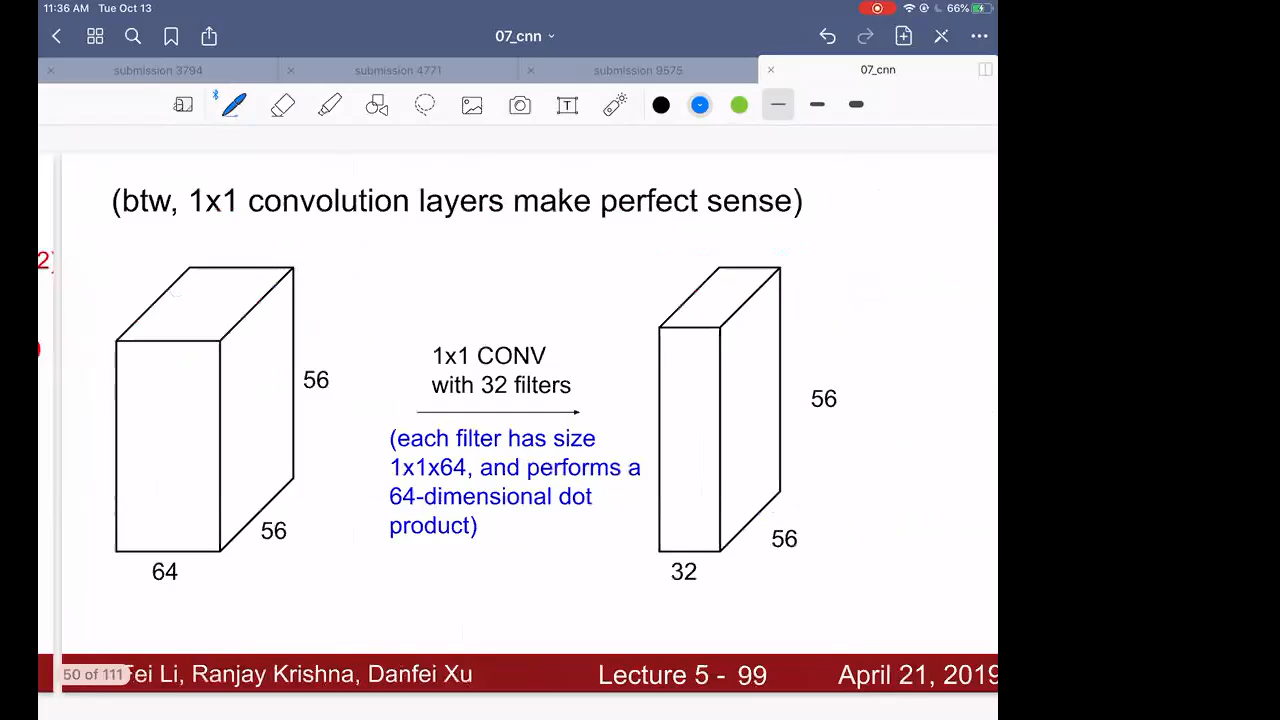 11:36 AM Tue Oct 13
66%
07_cnn
submission 3794
submission 4771
submission 9575
07_cnn
T
(btw, 1x1 convolution layers make perfect sense)
2)
56
56
64
1x1 CONV
with 32 filters
(each filter has size
1x1x64, and performs a
64-dimensional dot
product)
56
56
32
50 of 111
Fei Li, Ranjay Krishna, Danfei Xu
Lecture 5 - 99
April 21, 2019